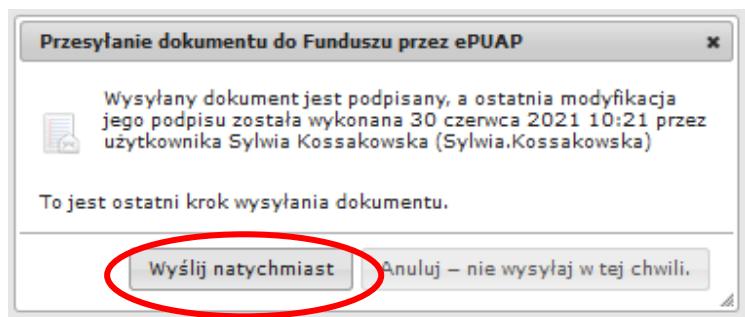 Przesyłanie dokumentu do Funduszu przez ePUAP
Wysyłany dokument jest podpisany, a ostatnia modyfikacja
jego podpisu została wykonana 30 czerwca 2021 10:21 przez
użytkownika Sylwia Kossakowska (Sylwia.Kossakowska)
To jest ostatni krok wysyłania dokumentu.
Wyślij natychmiast Anuluj – nie wysyłaj w tej chwili.